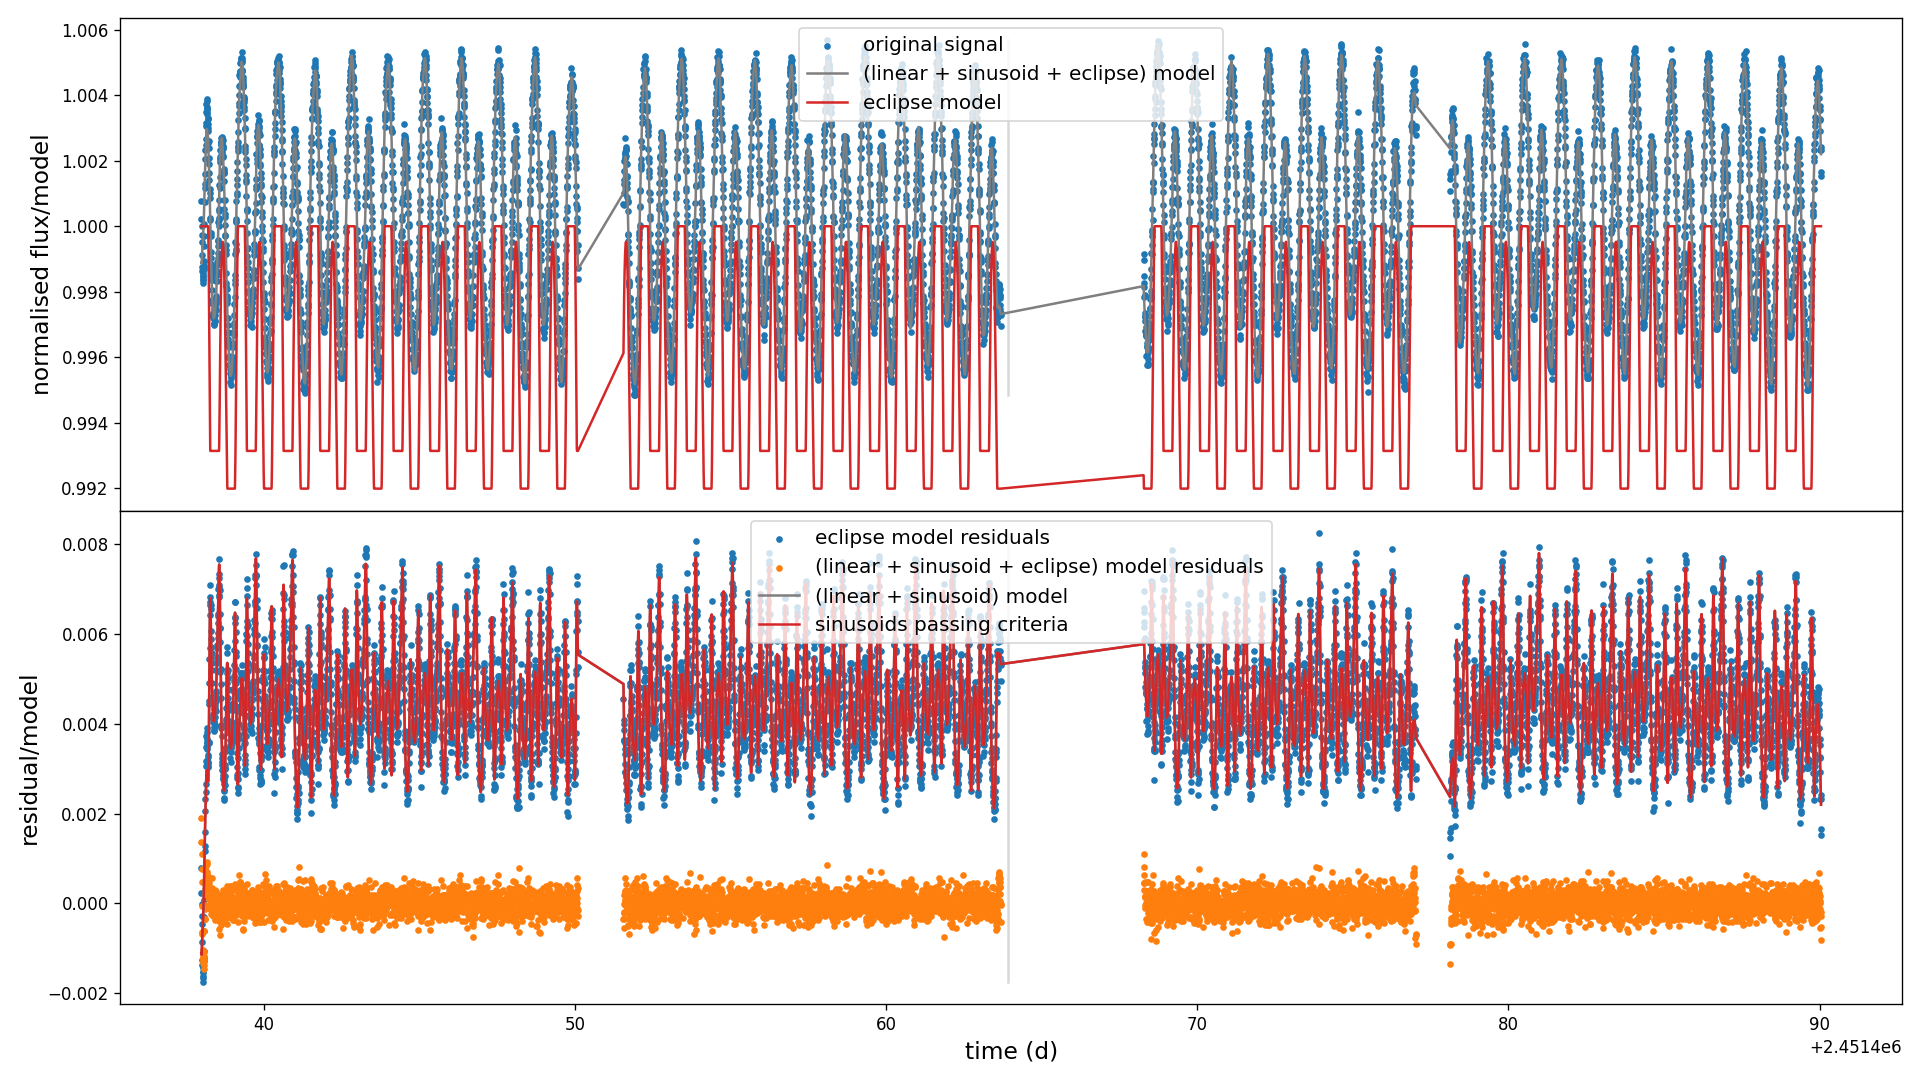 original signal
(linear + sinusoid + eclipse) model
eclipse model
1.006
1.004
1.002
1.000
0.998
0.996
0.994
0.992
normalised flux/model
eclipse model residuals
(linear + sinusoid + eclipse) model residuals
(linear + sinusoid) model
sinusoids passing criteria
0.008
0.006
0.004
0.002
0.000
−0.002
residual/model
40
50
60
70
80
90
time (d)
+2.4514e6